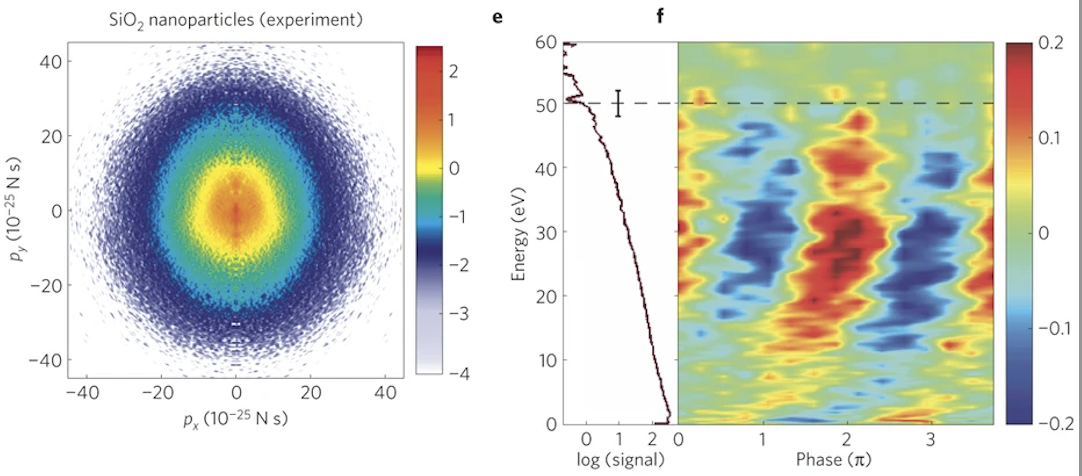 SiO₂ nanoparticles (experiment)
40
20
0
−20
−40
p_y (10⁻²⁵ N s)
−40 −20 0 20 40
p_x (10⁻²⁵ N s)
2
1
0
−1
−2
−3
−4
e
60
50
40
30
20
10
0
Energy (eV)
0 1 2
log (signal)
f
0 1 2 3
Phase (π)
0.2
0.1
0
−0.1
−0.2